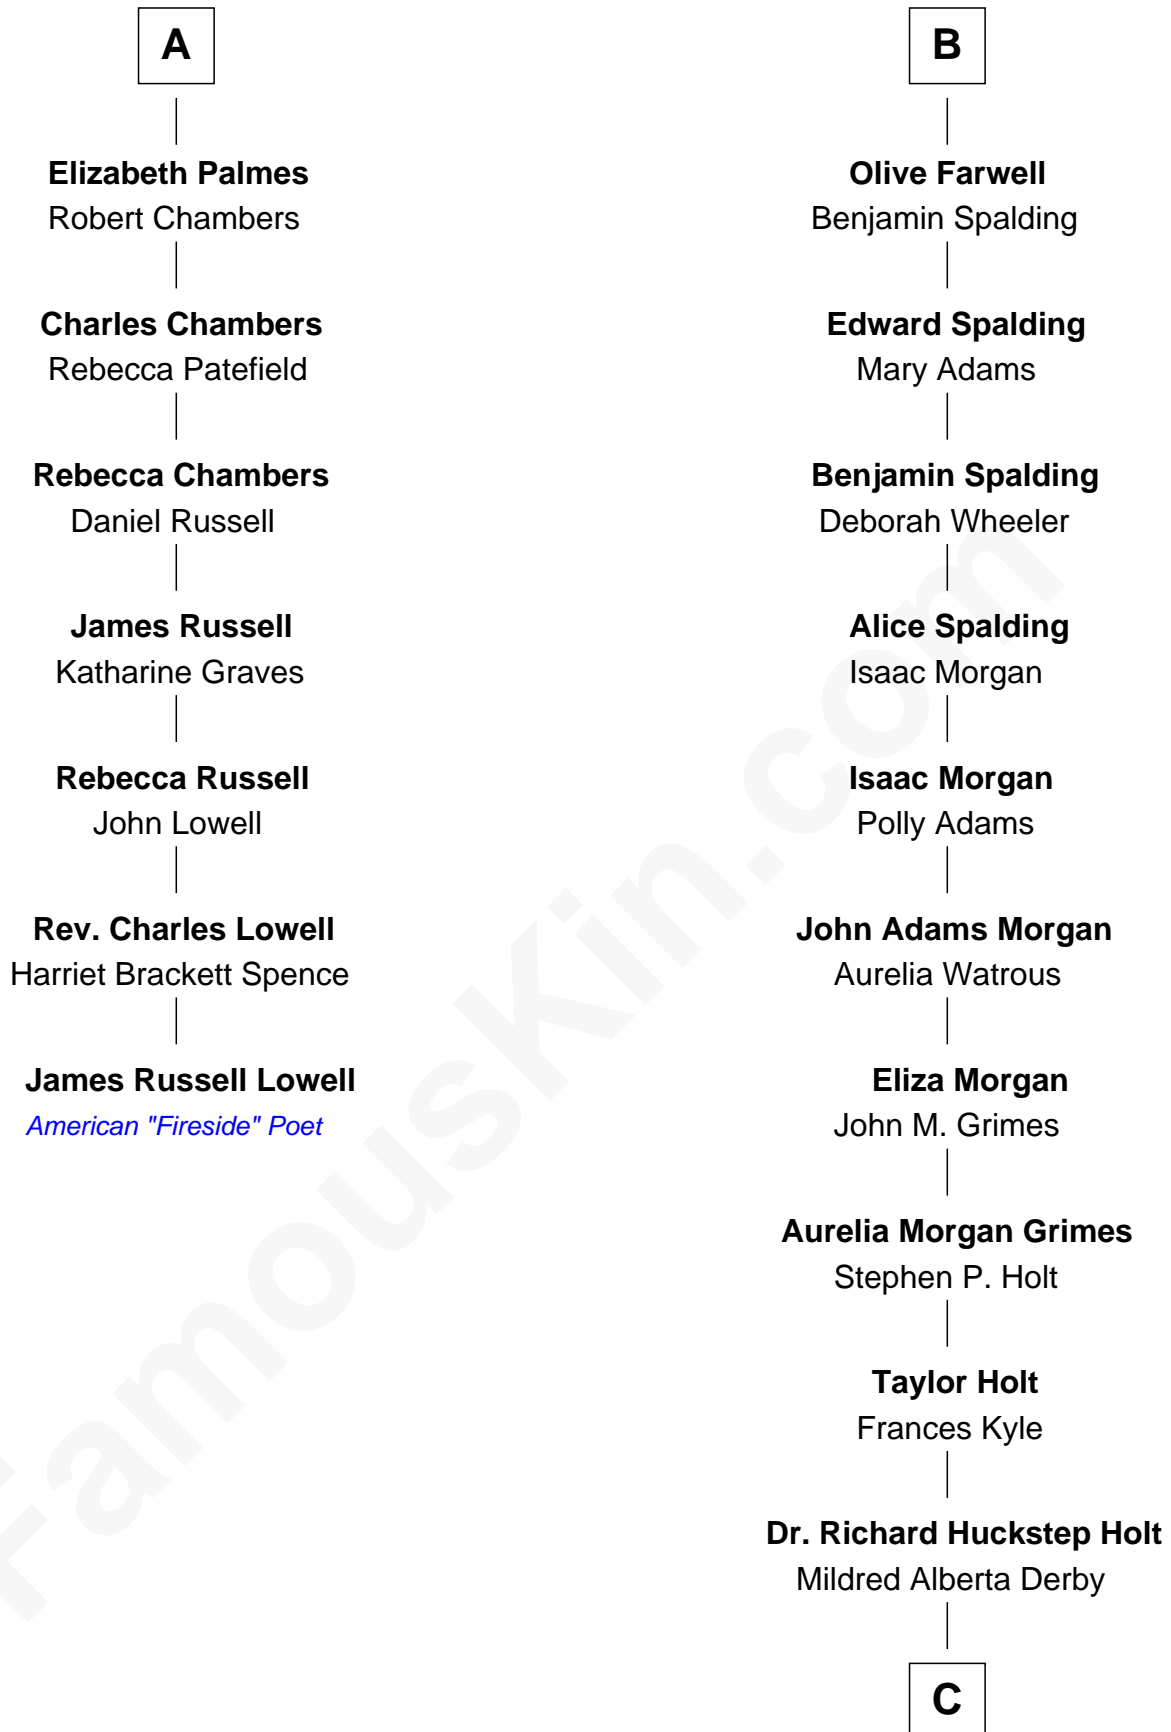 A
Elizabeth Palmes
Robert Chambers
Charles Chambers
Rebecca Patefield
Rebecca Chambers
Daniel Russell
James Russell
Katharine Graves
Rebecca Russell
John Lowell
Rev. Charles Lowell
Harriet Brackett Spence
James Russell Lowell
American "Fireside" Poet
B
Olive Farwell
Benjamin Spalding
Edward Spalding
Mary Adams
Benjamin Spalding
Deborah Wheeler
Alice Spalding
Isaac Morgan
Isaac Morgan
Polly Adams
John Adams Morgan
Aurelia Watrous
Eliza Morgan
John M. Grimes
Aurelia Morgan Grimes
Stephen P. Holt
Taylor Holt
Frances Kyle
Dr. Richard Huckstep Holt
Mildred Alberta Derby
C
FamousKin.com